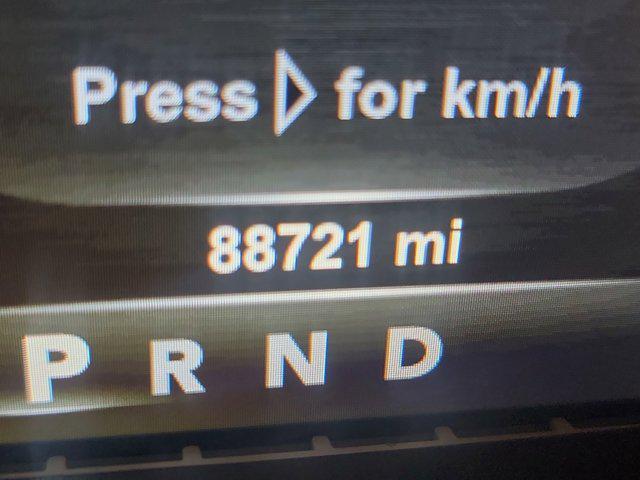 Press ▷ for km/h
88721 mi
P R N D